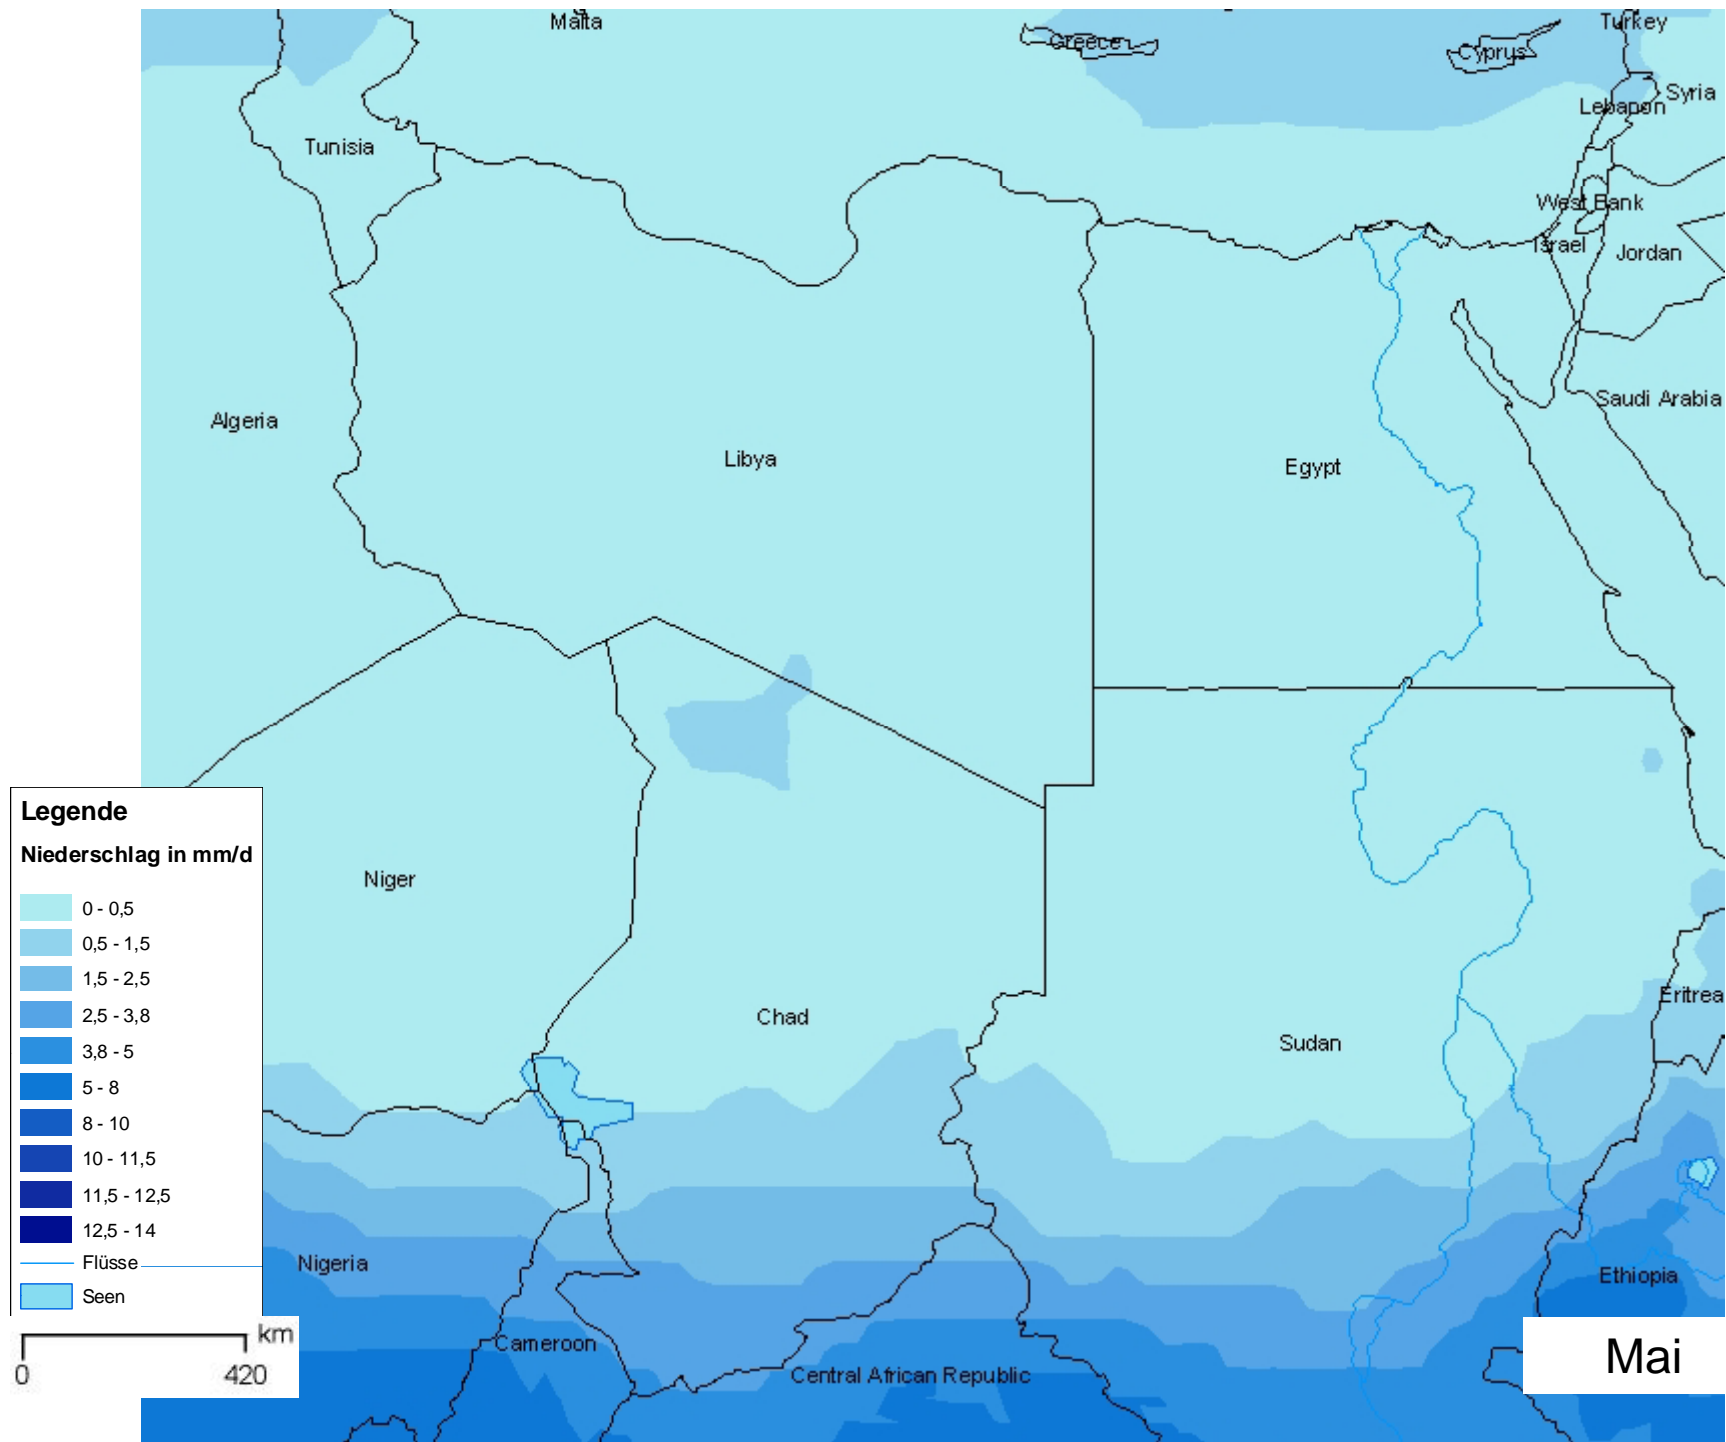 Malta
Greece
Cyprus
Turkey
Syria
Lebanon
Tunisia
West Bank
Israel
Jordan
Saudi Arabia
Algeria
Libya
Egypt
Niger
Chad
Sudan
Eritrea
Nigeria
Ethiopia
Cameroon
Central African Republic
Legende
Niederschlag in mm/d
0 - 0,5
0,5 - 1,5
1,5 - 2,5
2,5 - 3,8
3,8 - 5
5 - 8
8 - 10
10 - 11,5
11,5 - 12,5
12,5 - 14
Flüsse
Seen
km
0 420
Mai